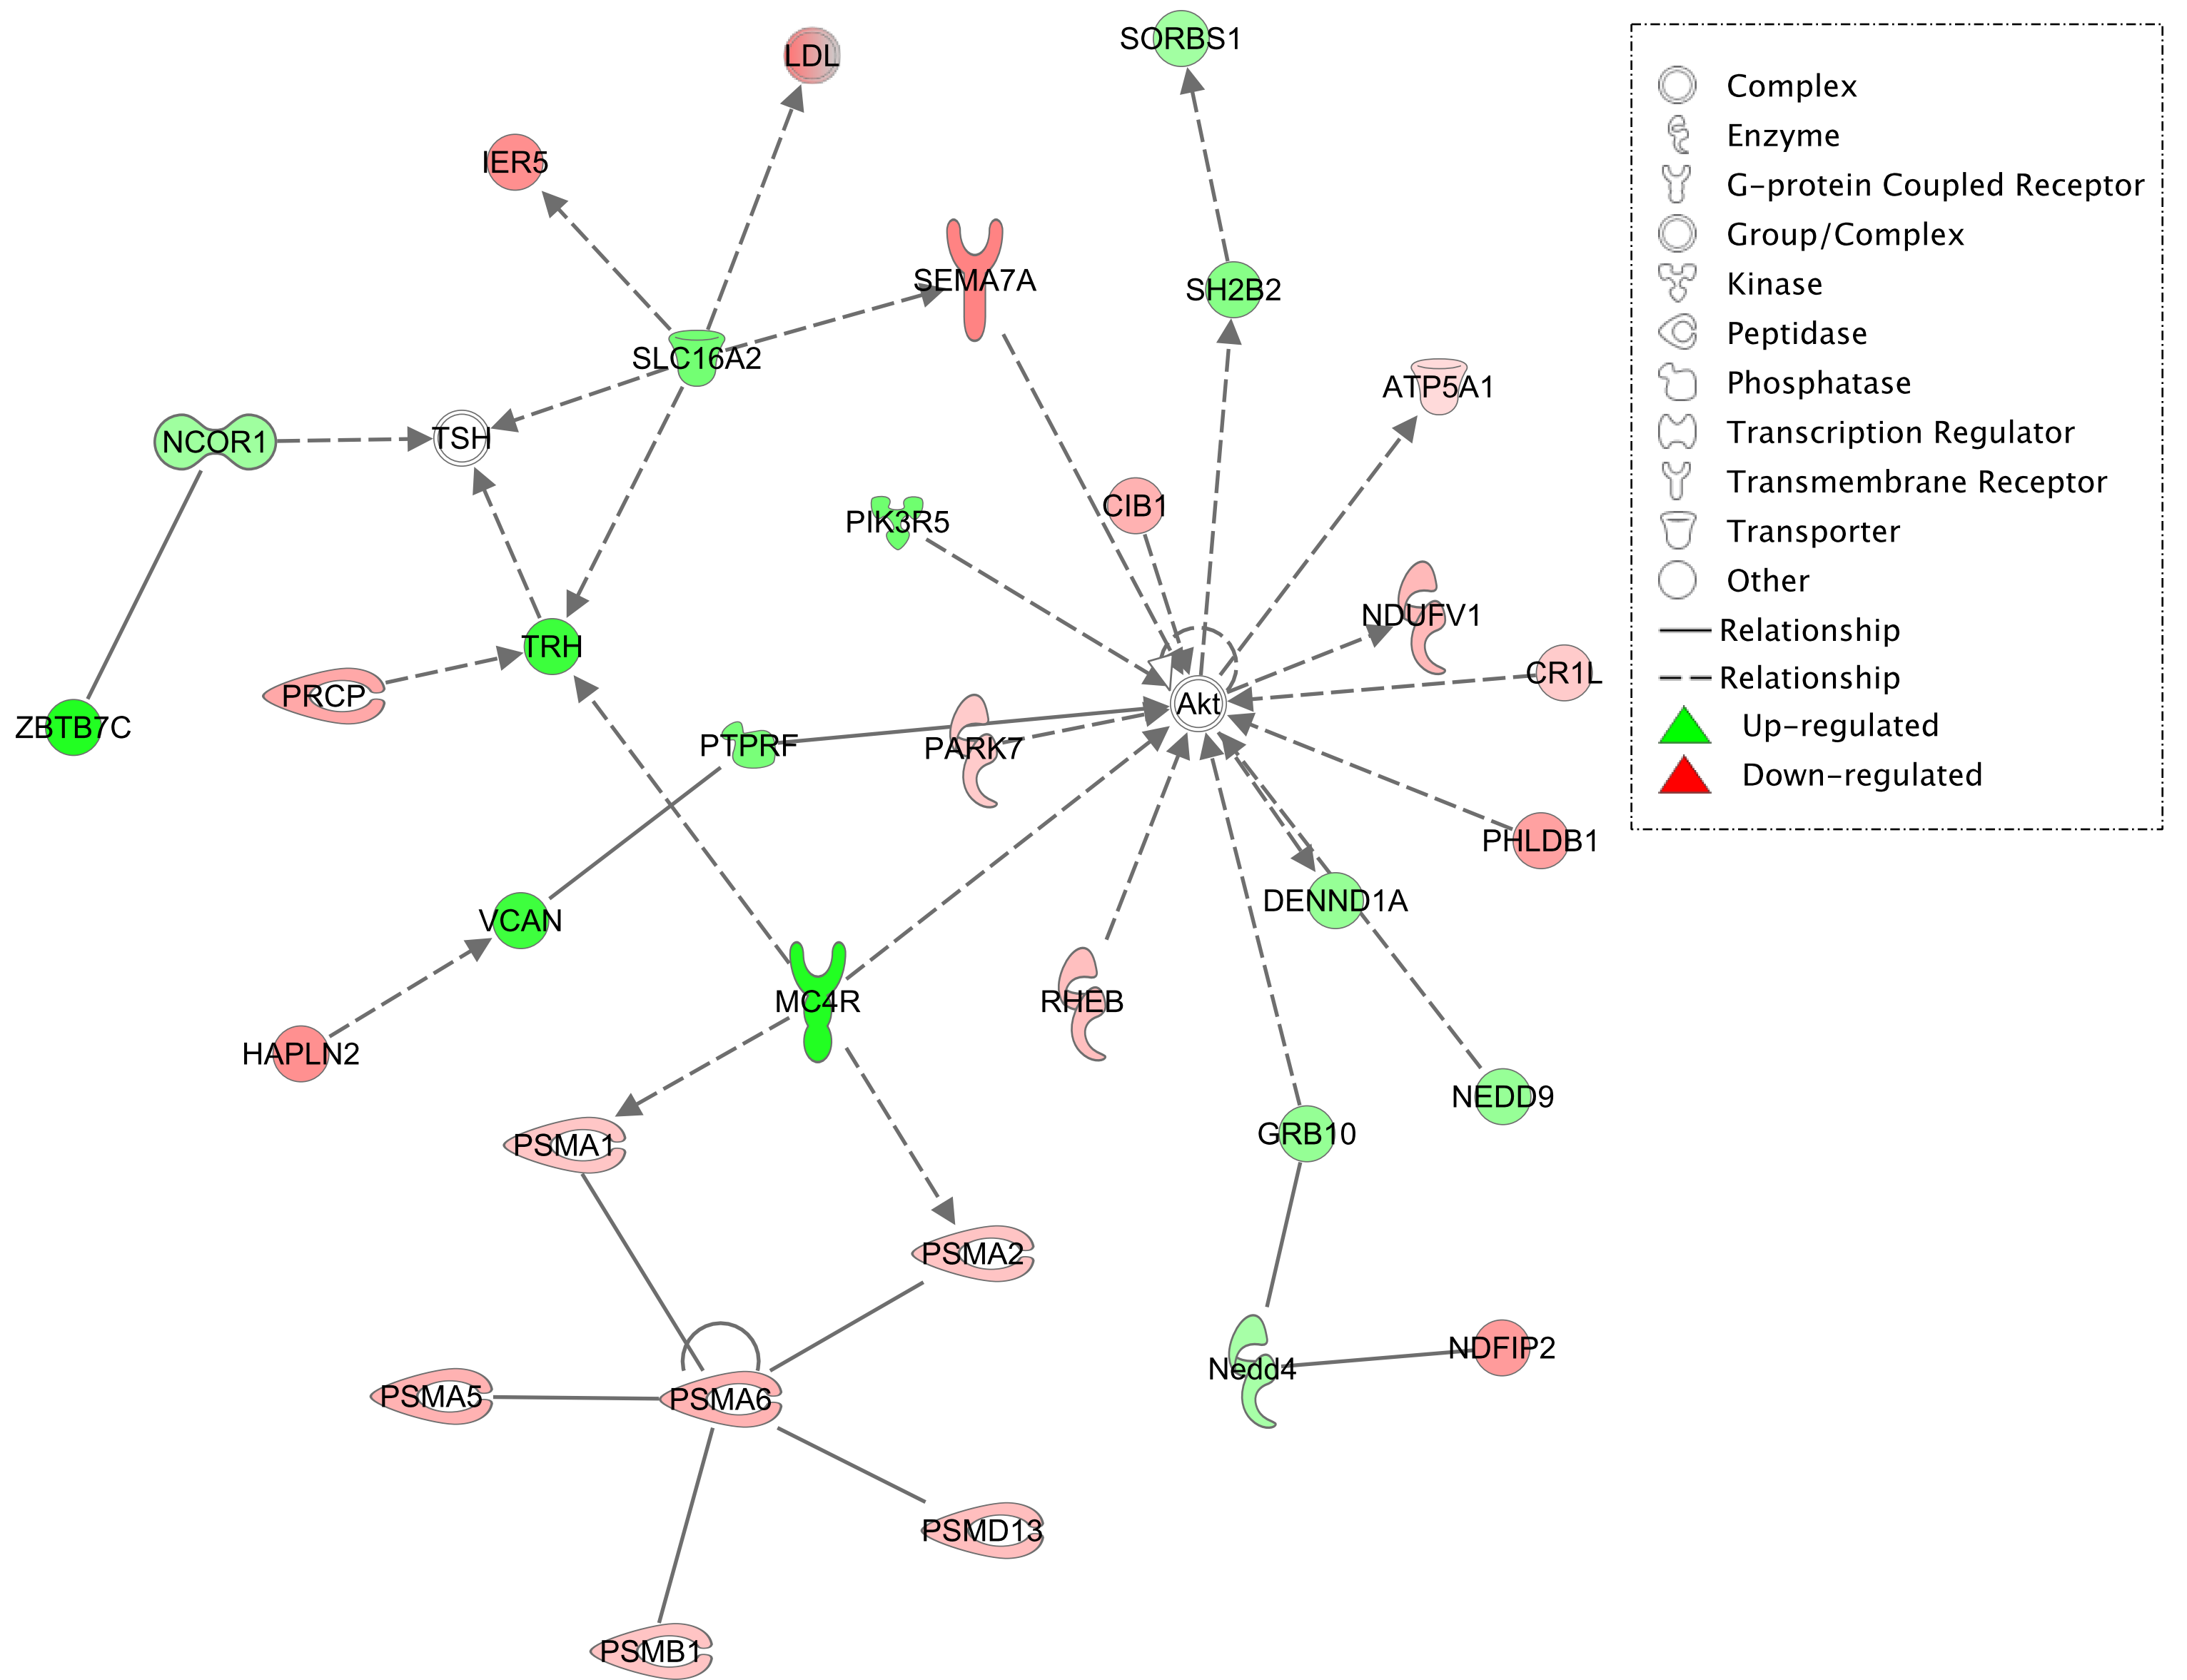 SORBS1
LDL
IER5
SEMA7A
SH2B2
SLC16A2
ATP5A1
NCOR1
TSH
CIB1
PIK3R5
NDUFV1
TRH
CR1L
PRCP
Akt
ZBTB7C
PTPRF
PARK7
PHLDB1
DENND1A
VCAN
MC4R
RHEB
HAPLN2
NEDD9
GRB10
PSMA1
PSMA2
NDFIP2
Nedd4
PSMA5
PSMA6
PSMD13
PSMB1
Complex
Enzyme
G-protein Coupled Receptor
Group/Complex
Kinase
Peptidase
Phosphatase
Transcription Regulator
Transmembrane Receptor
Transporter
Other
Relationship
Relationship
Up-regulated
Down-regulated